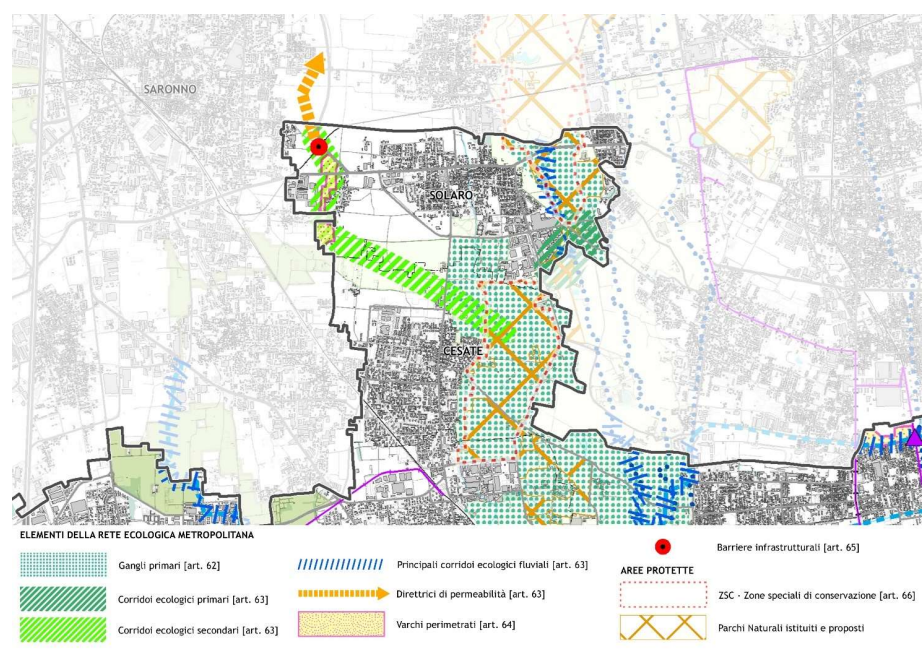 SARONNO
SOLARO
CESATE
ELEMENTI DELLA RETE ECOLOGICA METROPOLITANA
Gangli primari [art. 62]
Corridoi ecologici primari [art. 63]
Corridoi ecologici secondari [art. 63]
Principali corridoi ecologici fluviali [art. 63]
Direttrici di permeabilità [art. 63]
Varchi perimetrati [art. 64]
Barriere infrastrutturali [art. 65]
AREE PROTETTE
ZSC - Zone speciali di conservazione [art. 66]
Parchi Naturali istituiti e proposti